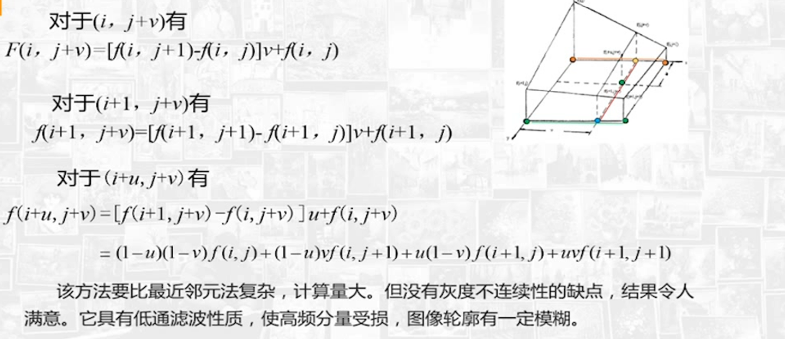 对于(i，j+v)有
F(i，j+v)=[f(i，j+1)-f(i，j)]v+f(i，j)
对于(i+1，j+v)有
f(i+1，j+v)=[f(i+1，j+1)- f(i+1，j)]v+f(i+1，j)
对于(i+u,j+v)有
f(i+u,j+v)=[f(i+1,j+v)-f(i,j+v)]u+f(i,j+v)
=(1-u)(1-v)f(i,j)+(1-u)vf(i,j+1)+u(1-v)f(i+1,j)+uvf(i+1,j+1)
该方法要比最近邻元法复杂，计算量大。但没有灰度不连续性的缺点，结果令人
满意。它具有低通滤波性质，使高频分量受损，图像轮廓有一定模糊。